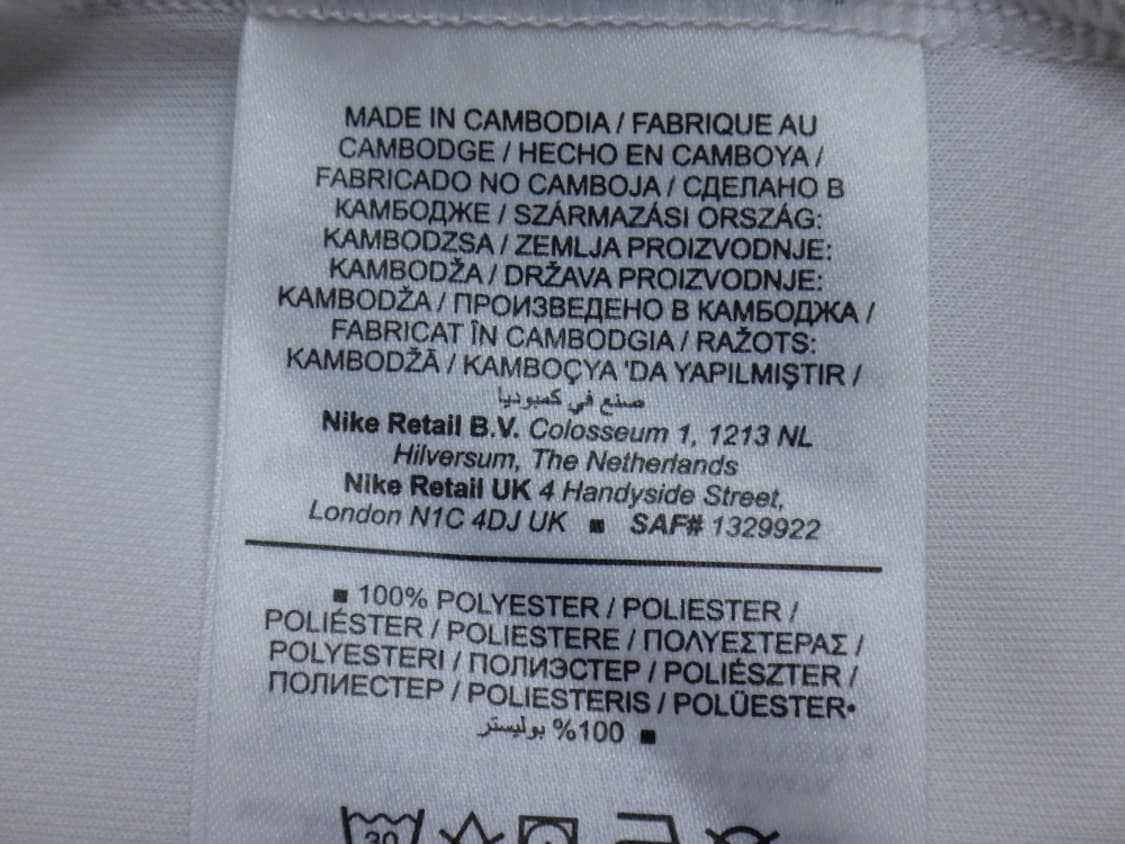 MADE IN CAMBODIA / FABRIQUE AU
CAMBODGE / HECHO EN CAMBOYA /
FABRICADO NO CAMBOJA / СДЕЛАНО В
КАМБОДЖЕ / SZÁRMAZÁSI ORSZÁG:
KAMBODZSA / ZEMLJA PROIZVODNJE:
KAMBODŽA / DRŽAVA PROIZVODNJE:
KAMBODŽA / ПРОИЗВЕДЕНО В КАМБОДЖА /
FABRICAT ÎN CAMBODGIA / RAŽOTS:
KAMBODŽĀ / KAMBOÇYA 'DA YAPILMIŞTIR /
صنع في كمبوديا
Nike Retail B.V. Colosseum 1, 1213 NL
Hilversum, The Netherlands
Nike Retail UK 4 Handyside Street,
London N1C 4DJ UK ■ SAF# 1329922
■ 100% POLYESTER / POLIESTER /
POLIÉSTER / POLIESTERE / ΠΟΛΥΕΣΤΕΡΑΣ /
POLYESTERI / ПОЛИЭСТЕР / POLIÉSZTER /
ПОЛИЕСТЕР / POLIESTERIS / POLÜESTER•
100% بوليستر ■
30